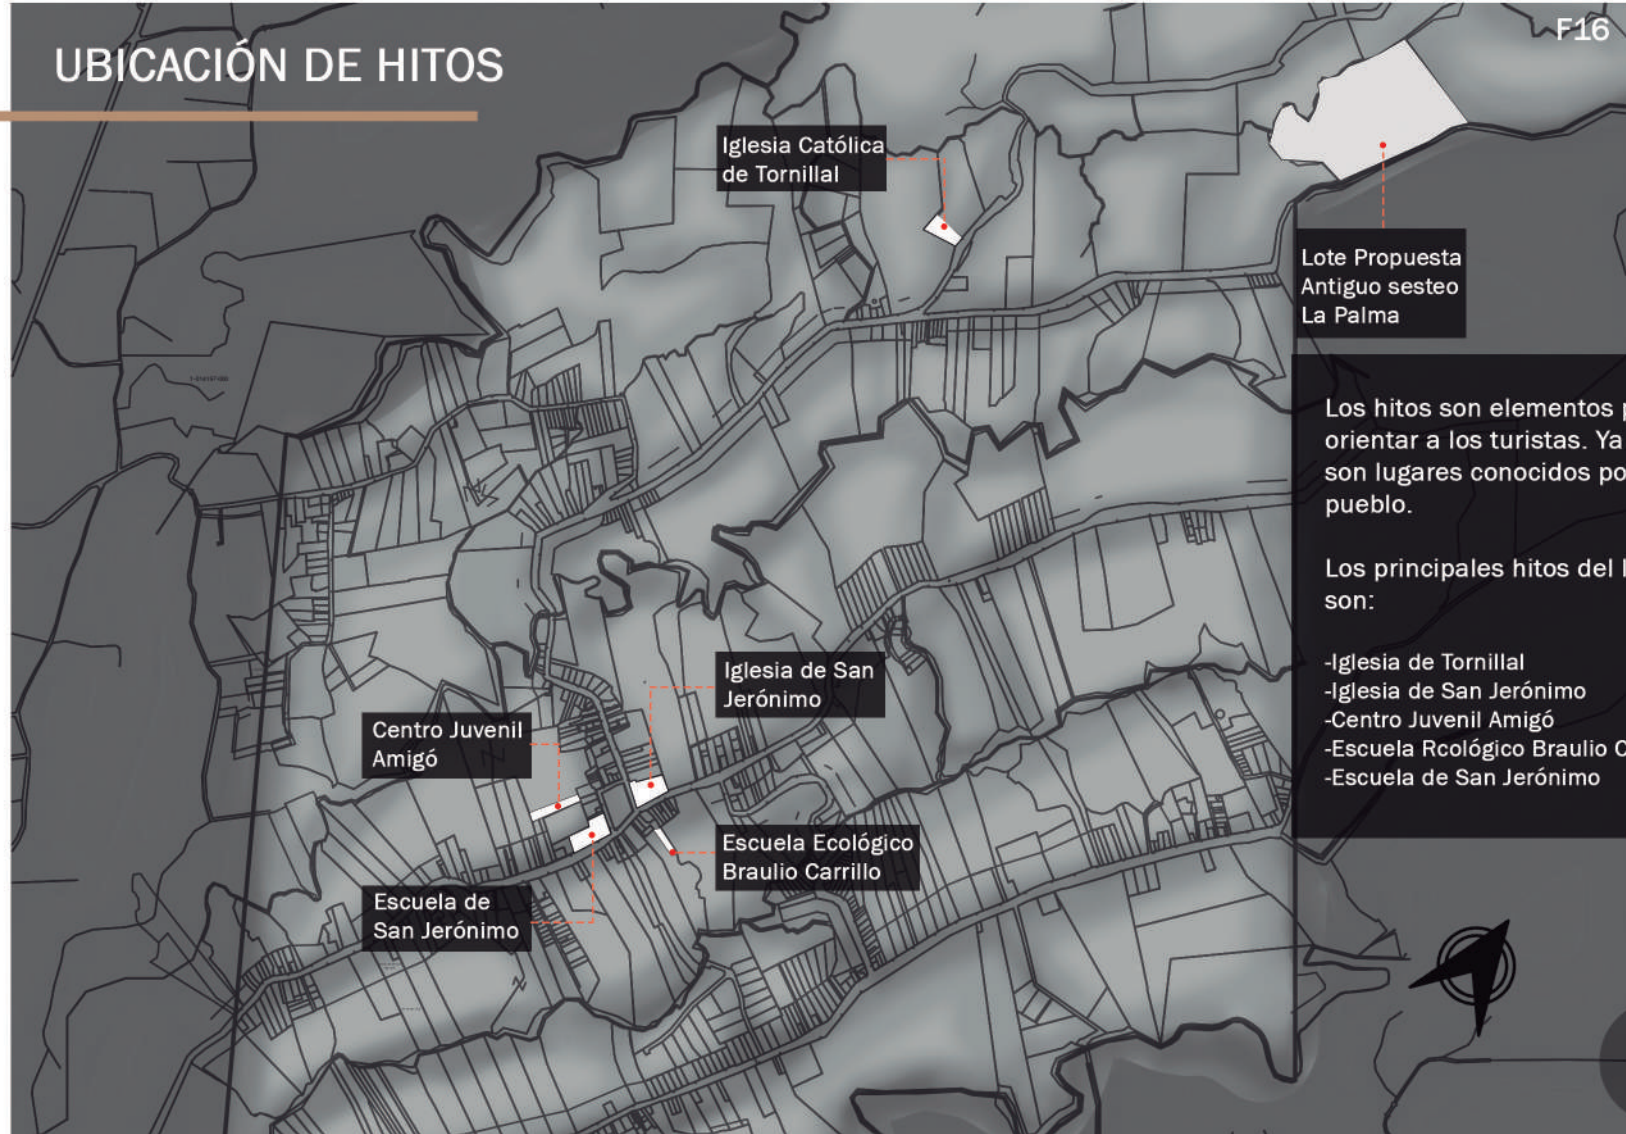 F16
UBICACIÓN DE HITOS
Iglesia Católica
de Tornillal
Lote Propuesta
Antiguo sesteo
La Palma
Los hitos son elementos
orientar a los turistas. Ya
son lugares conocidos
pueblo.
Los principales hitos del
son:
-Iglesia de Tornillal
-Iglesia de San Jerónimo
-Centro Juvenil Amigó
-Escuela Rcológico Braulio
-Escuela de San Jerónimo
Iglesia de San
Jerónimo
Centro Juvenil
Amigó
Escuela Ecológico
Braulio Carrillo
Escuela de
San Jerónimo